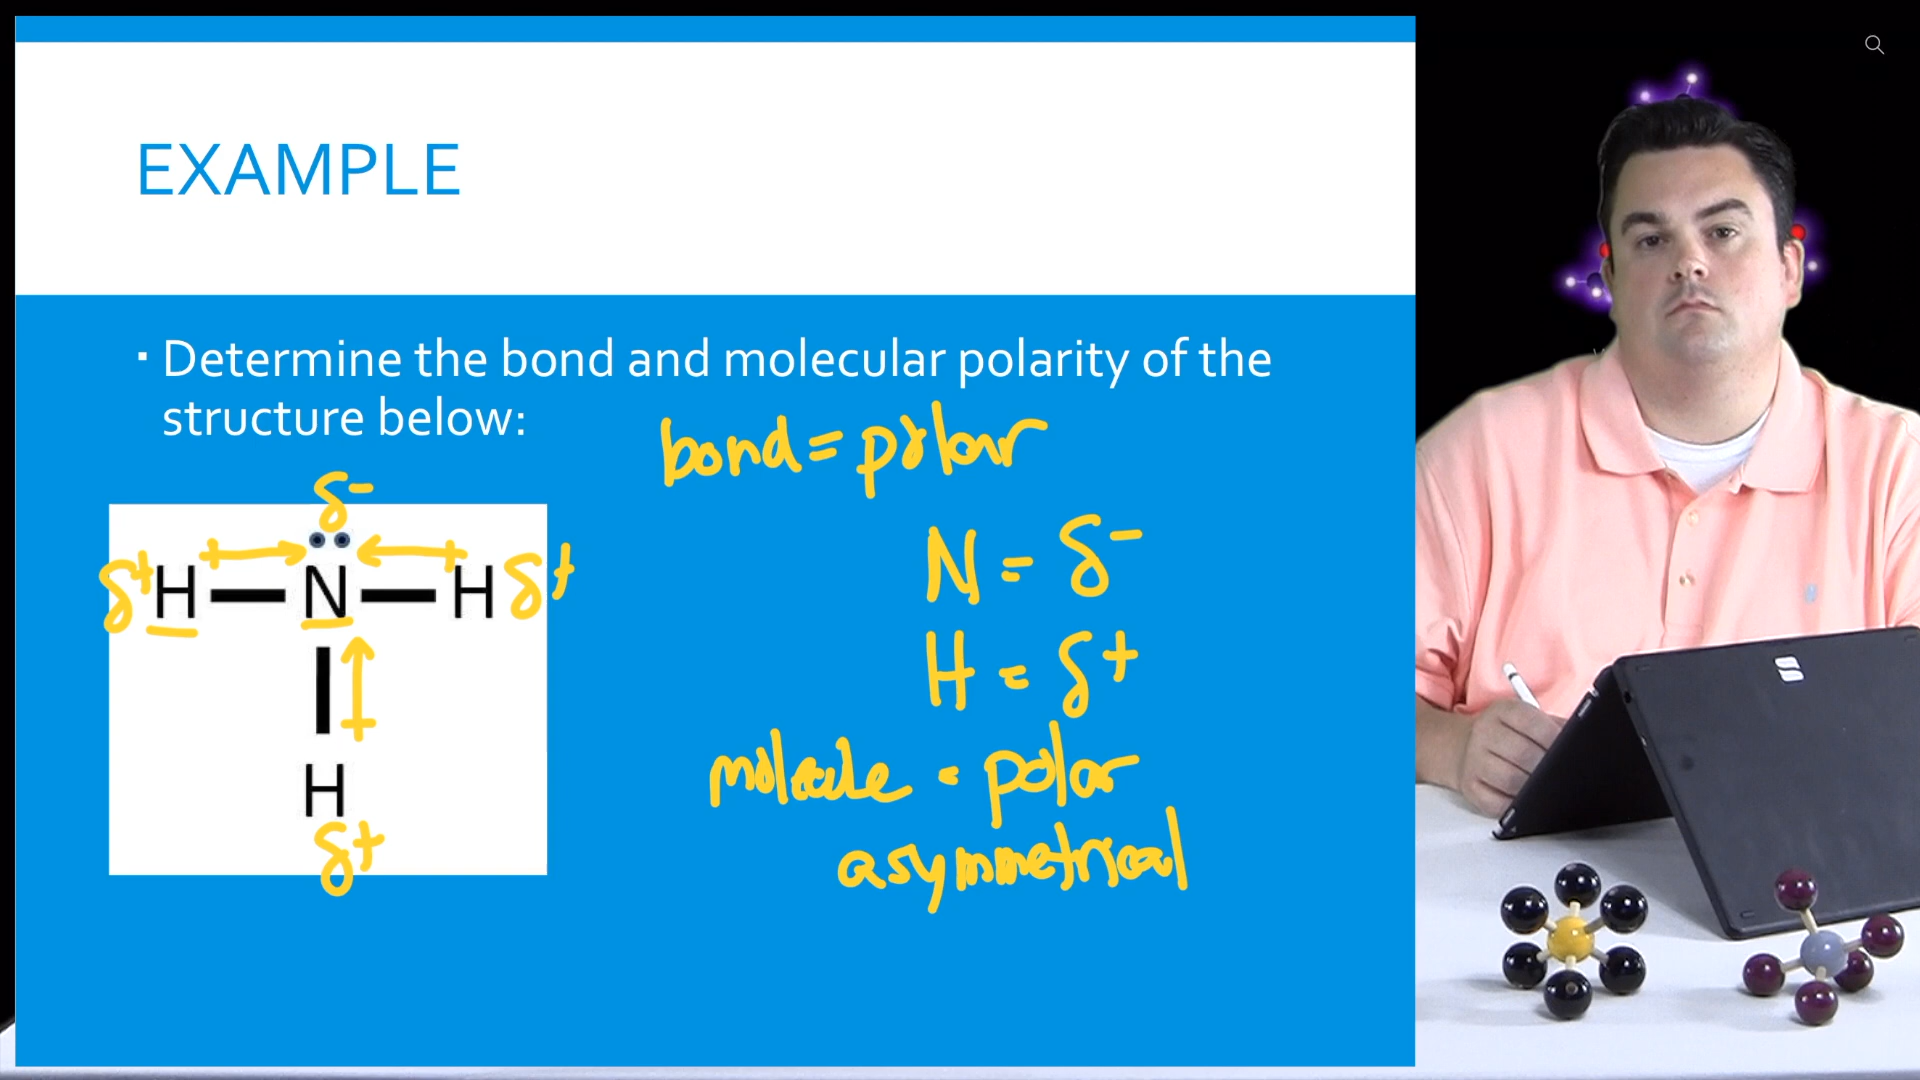 EXAMPLE
▪ Determine the bond and molecular polarity of the
structure below:
bond = polar
δ-
δ+ H N H δ+
H
δ+
N = δ-
H = δ+
molecule = polar
asymmetrical